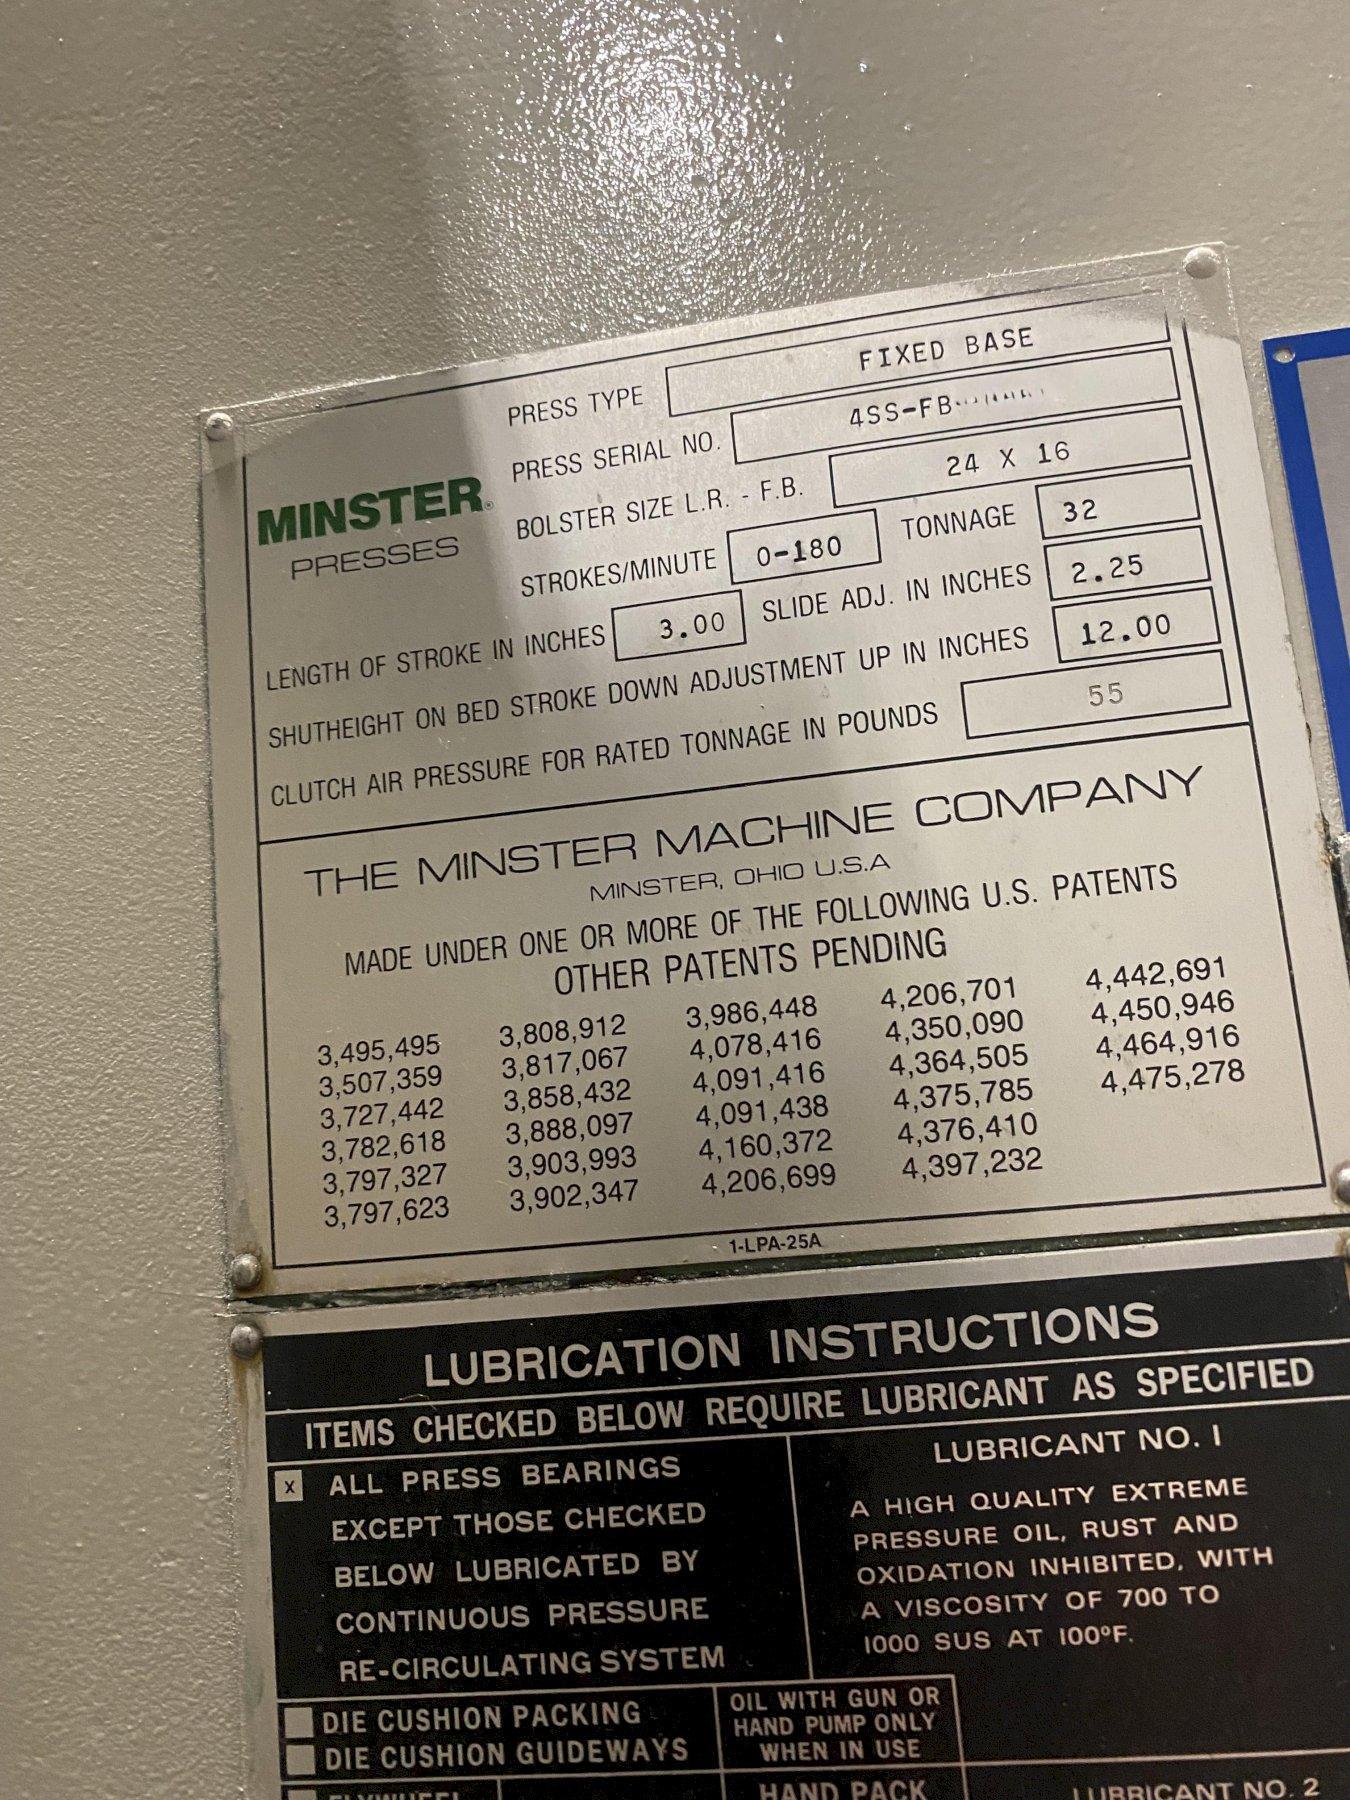 PRESS TYPE FIXED BASE
PRESS SERIAL NO. 4SS-FB
BOLSTER SIZE L.R. - F.B. 24 X 16
MINSTER®
PRESSES
STROKES/MINUTE 0-180 TONNAGE 32
LENGTH OF STROKE IN INCHES 3.00 SLIDE ADJ. IN INCHES 2.25
SHUTHEIGHT ON BED STROKE DOWN ADJUSTMENT UP IN INCHES 12.00
CLUTCH AIR PRESSURE FOR RATED TONNAGE IN POUNDS 55
THE MINSTER MACHINE COMPANY
MINSTER, OHIO U.S.A
MADE UNDER ONE OR MORE OF THE FOLLOWING U.S. PATENTS
OTHER PATENTS PENDING
3,495,495 3,808,912 3,986,448 4,206,701 4,442,691
3,507,359 3,817,067 4,078,416 4,350,090 4,450,946
3,727,442 3,858,432 4,091,416 4,364,505 4,464,916
3,782,618 3,888,097 4,091,438 4,375,785 4,475,278
3,797,327 3,903,993 4,160,372 4,376,410
3,797,623 3,902,347 4,206,699 4,397,232
1-LPA-25A
LUBRICATION INSTRUCTIONS
ITEMS CHECKED BELOW REQUIRE LUBRICANT AS SPECIFIED
X ALL PRESS BEARINGS
EXCEPT THOSE CHECKED
BELOW LUBRICATED BY
CONTINUOUS PRESSURE
RE-CIRCULATING SYSTEM
LUBRICANT NO. 1
A HIGH QUALITY EXTREME
PRESSURE OIL, RUST AND
OXIDATION INHIBITED, WITH
A VISCOSITY OF 700 TO
1000 SUS AT 100°F.
DIE CUSHION PACKING
DIE CUSHION GUIDEWAYS
OIL WITH GUN OR
HAND PUMP ONLY
WHEN IN USE
FLYWHEEL
HAND PACK
LUBRICANT NO. 2